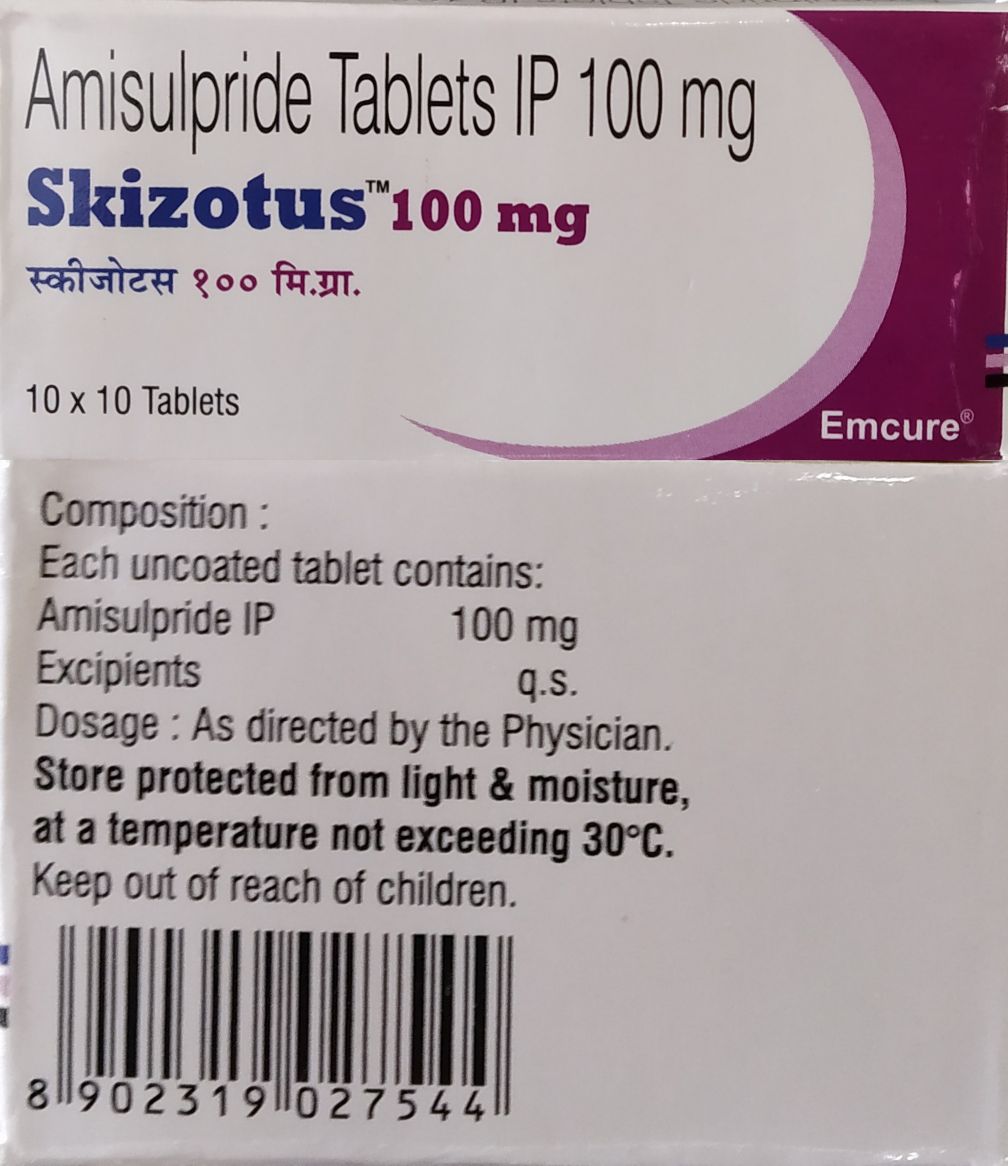 Amisulpride Tablets IP 100 mg
Skizotus™ 100 mg
स्कीजोटस १०० मि.ग्रा.
10 x 10 Tablets
Emcure®
Composition :
Each uncoated tablet contains:
Amisulpride IP 100 mg
Excipients q.s.
Dosage : As directed by the Physician.
Store protected from light & moisture,
at a temperature not exceeding 30°C.
Keep out of reach of children.
8 902319 027544